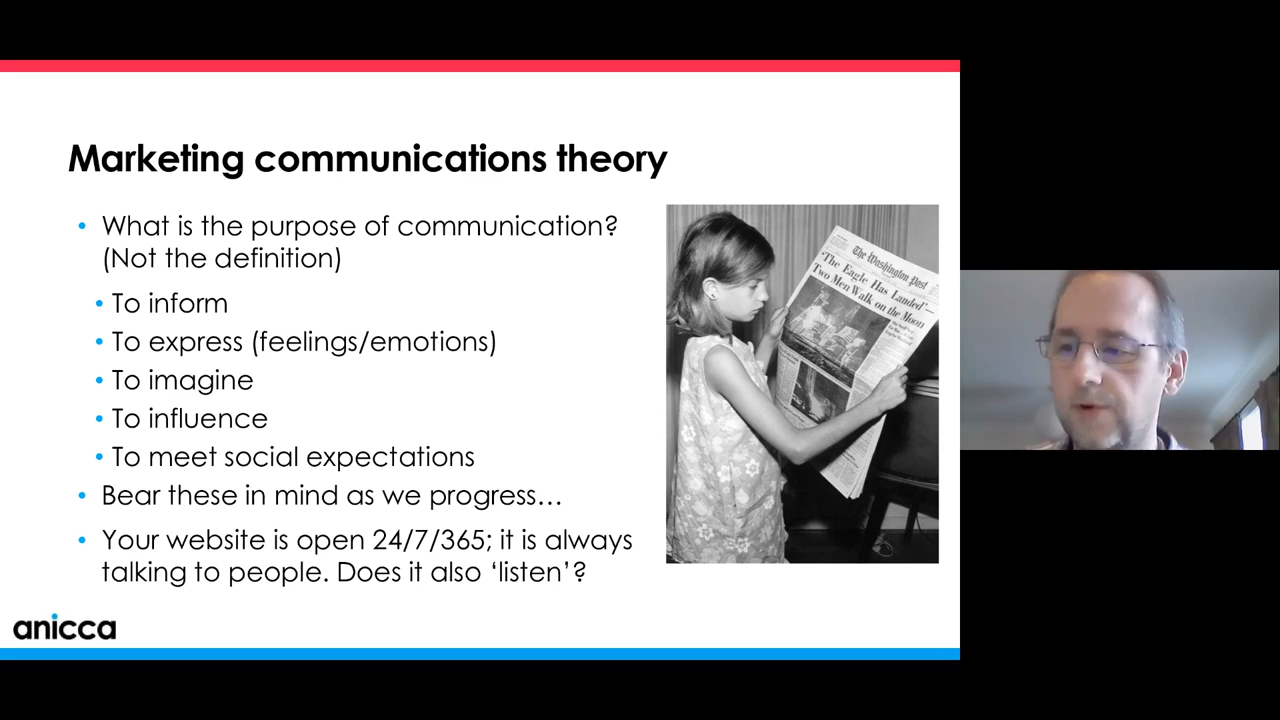 Marketing communications theory
• What is the purpose of communication?
(Not the definition)
• To inform
• To express (feelings/emotions)
• To imagine
• To influence
• To meet social expectations
• Bear these in mind as we progress…
• Your website is open 24/7/365; it is always
talking to people. Does it also ‘listen’?
The Washington Post
‘The Eagle Has Landed’—
Two Men Walk on the Moon
anicca